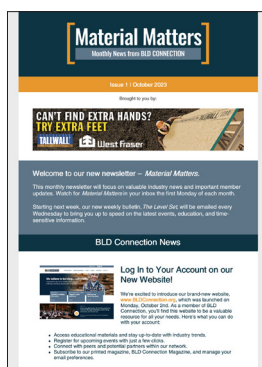 Material Matters
Monthly News from BLD CONNECTION
Issue 1 | October 2023
Brought to you by:
CAN'T FIND EXTRA HANDS?
TRY EXTRA FEET
TALLWALL
West Fraser
Welcome to our new newsletter – Material Matters.
This monthly newsletter will focus on valuable industry news and important member
updates. Watch for Material Matters in your inbox the first Monday of each month.
Starting next week, our new weekly bulletin, The Level Set, will be emailed every
Wednesday to bring you up to speed on the latest events, education, and time-
sensitive information.
BLD Connection News
Log In to Your Account on our
New Website!
We're excited to introduce our brand-new website,
www.BLDConnection.org, which was launched on
Monday, October 2nd. As a member of BLD
Connection, you'll find this website to be a valuable
resource for all your needs. Here's what you can do
with your account:
• Access educational materials and stay up-to-date with industry trends.
• Register for upcoming events with just a few clicks.
• Connect with peers and potential partners within our network.
• Subscribe to our printed magazine, BLD Connection Magazine, and manage your
email preferences.